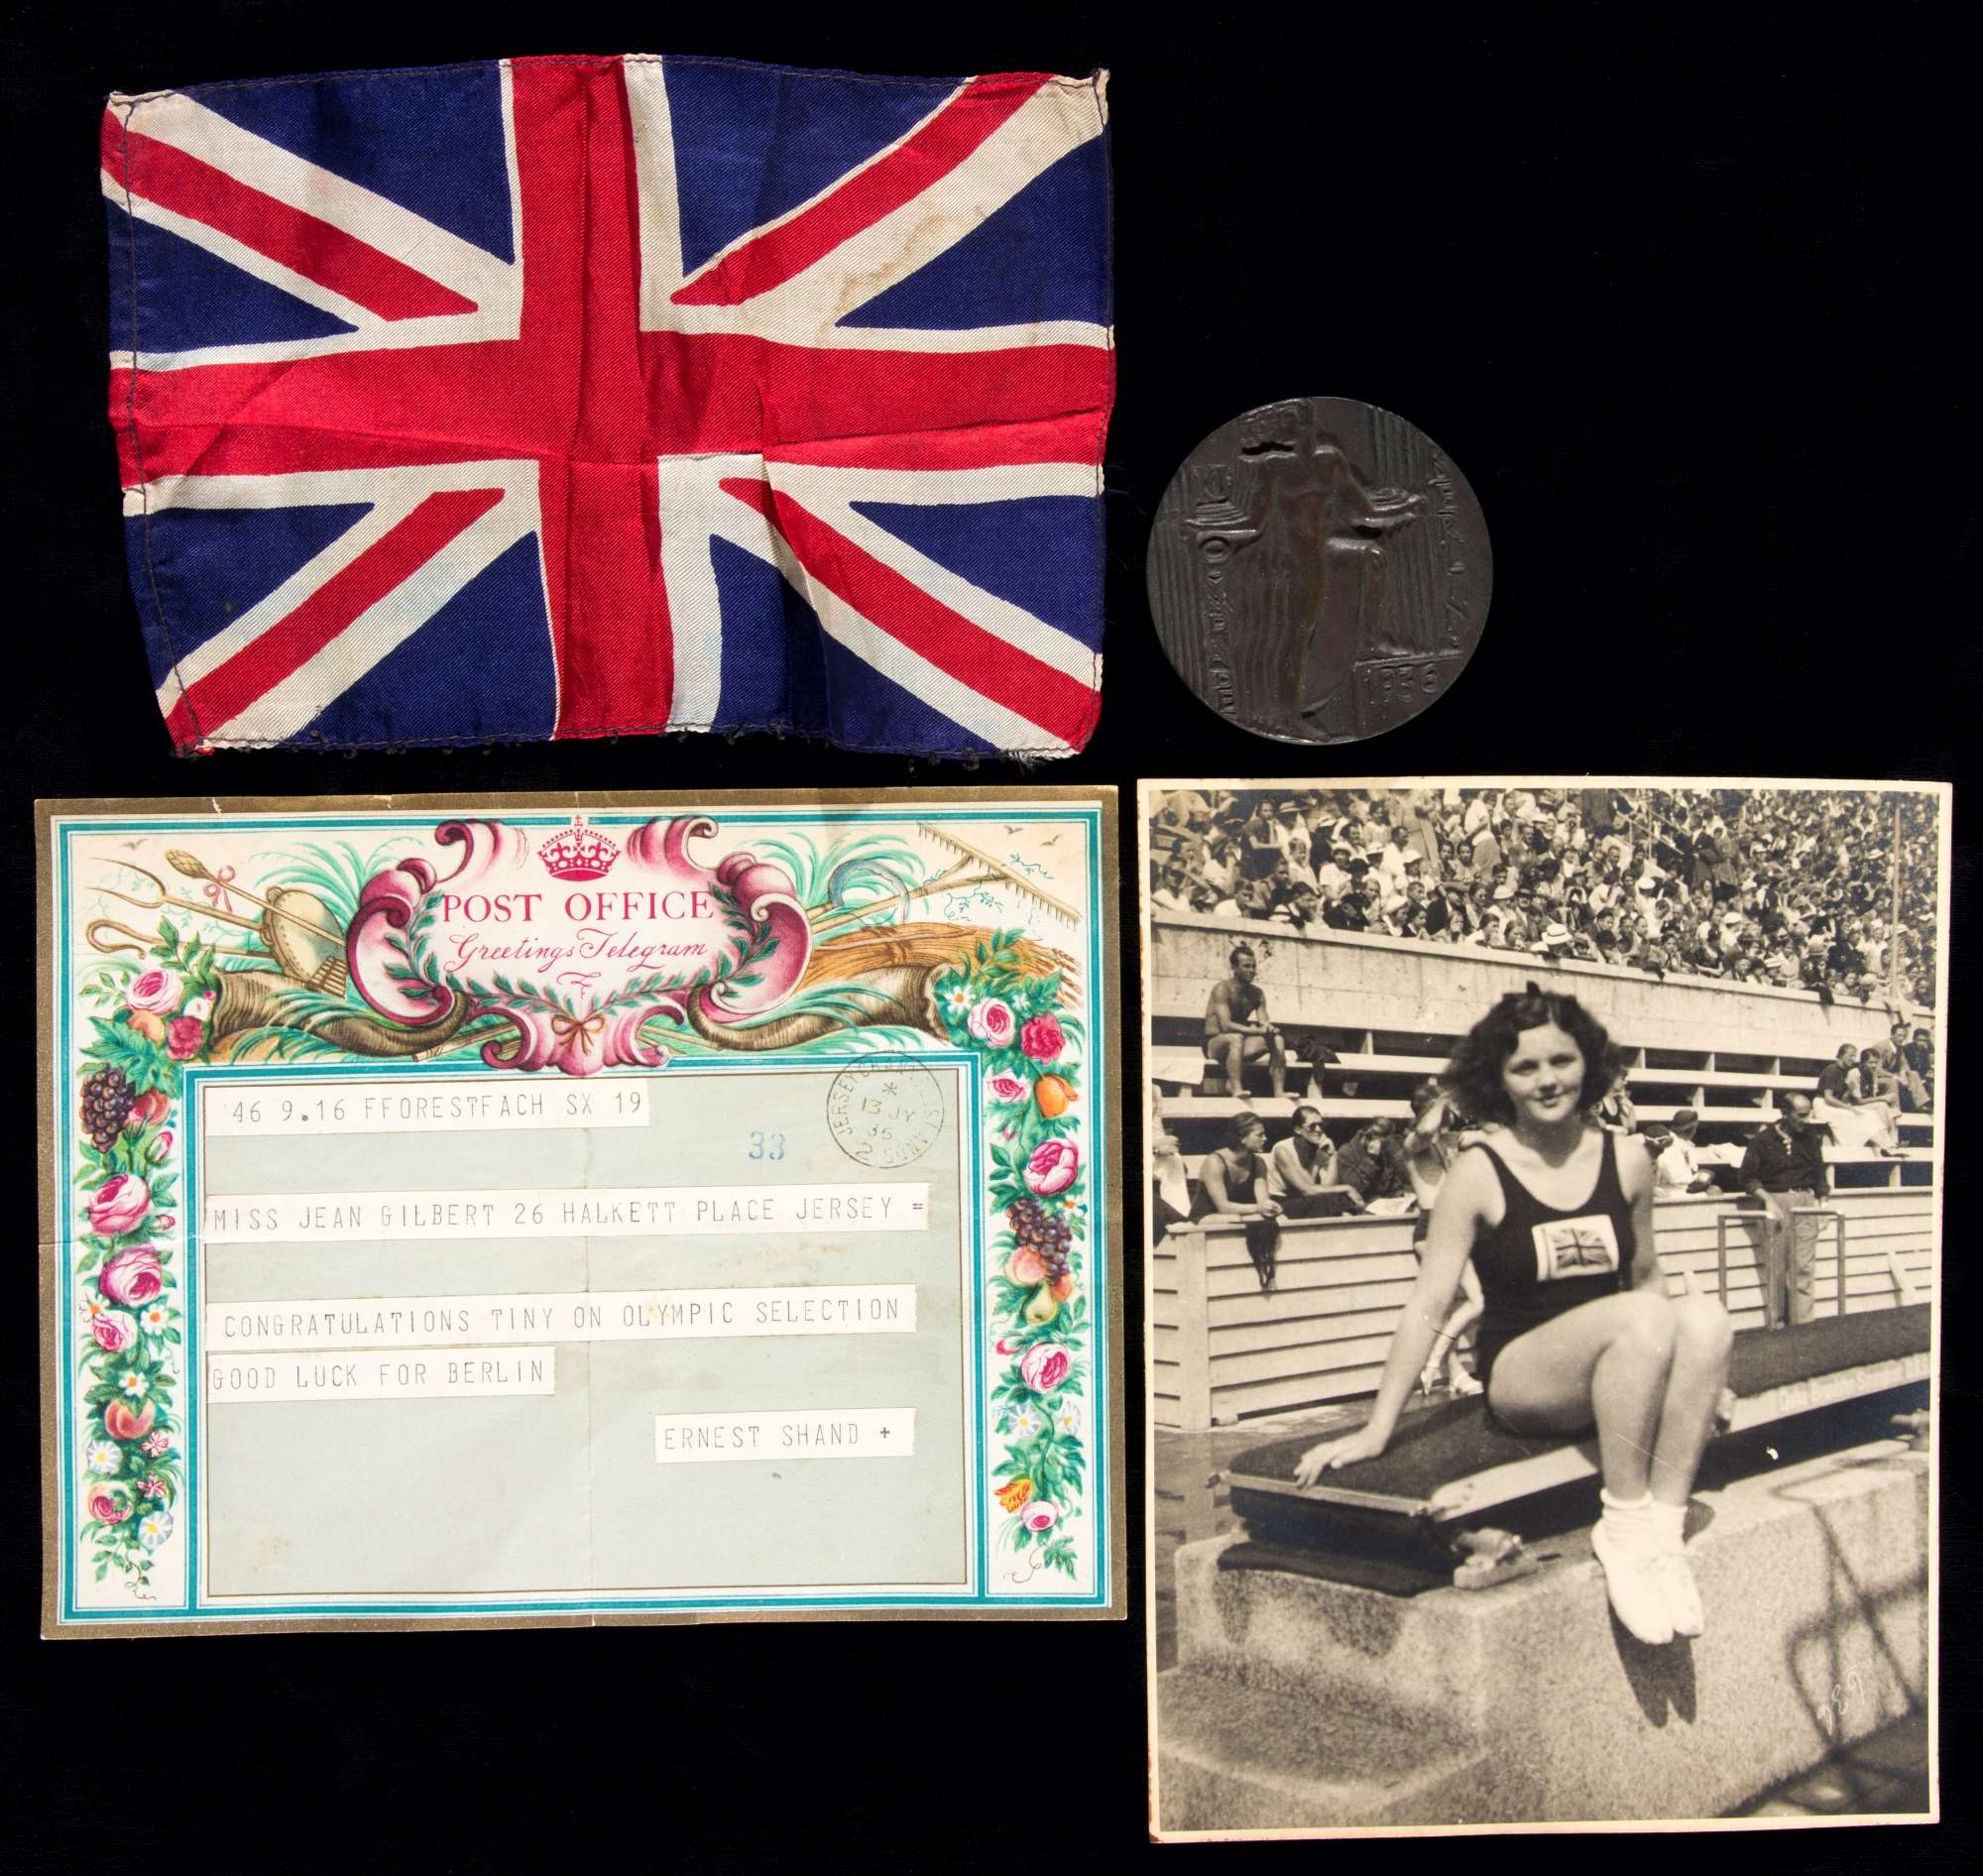 1936
POST OFFICE
Greetings Telegram
46 9.16 FFORESTFACH SX 19
JERSEY
13 JY
36
33
MISS JEAN GILBERT 26 HALKETT PLACE JERSEY =
CONGRATULATIONS TINY ON OLYMPIC SELECTION
GOOD LUCK FOR BERLIN
ERNEST SHAND +